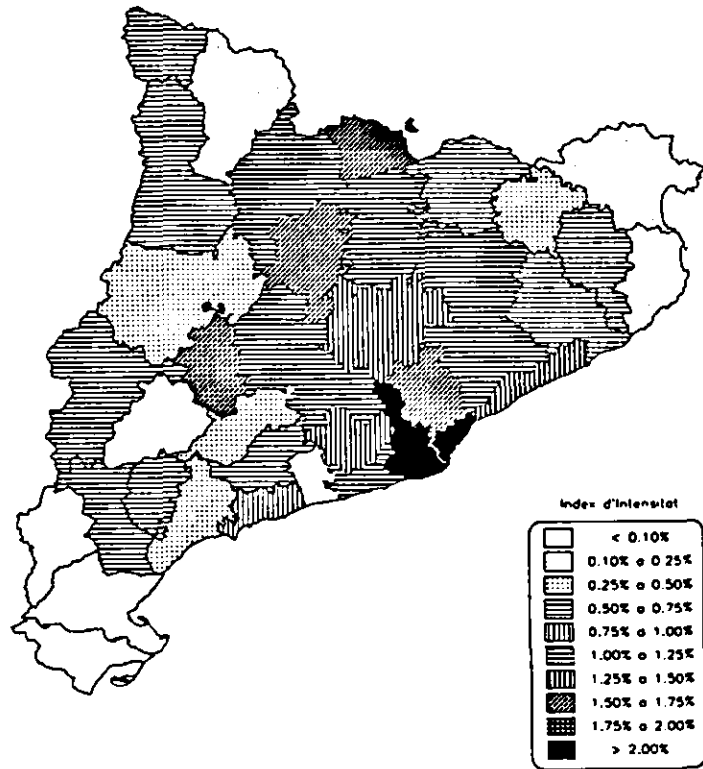 Index d'Intensitat
< 0.10%
0.10% a 0.25%
0.25% a 0.50%
0.50% a 0.75%
0.75% a 1.00%
1.00% a 1.25%
1.25% a 1.50%
1.50% a 1.75%
1.75% a 2.00%
> 2.00%